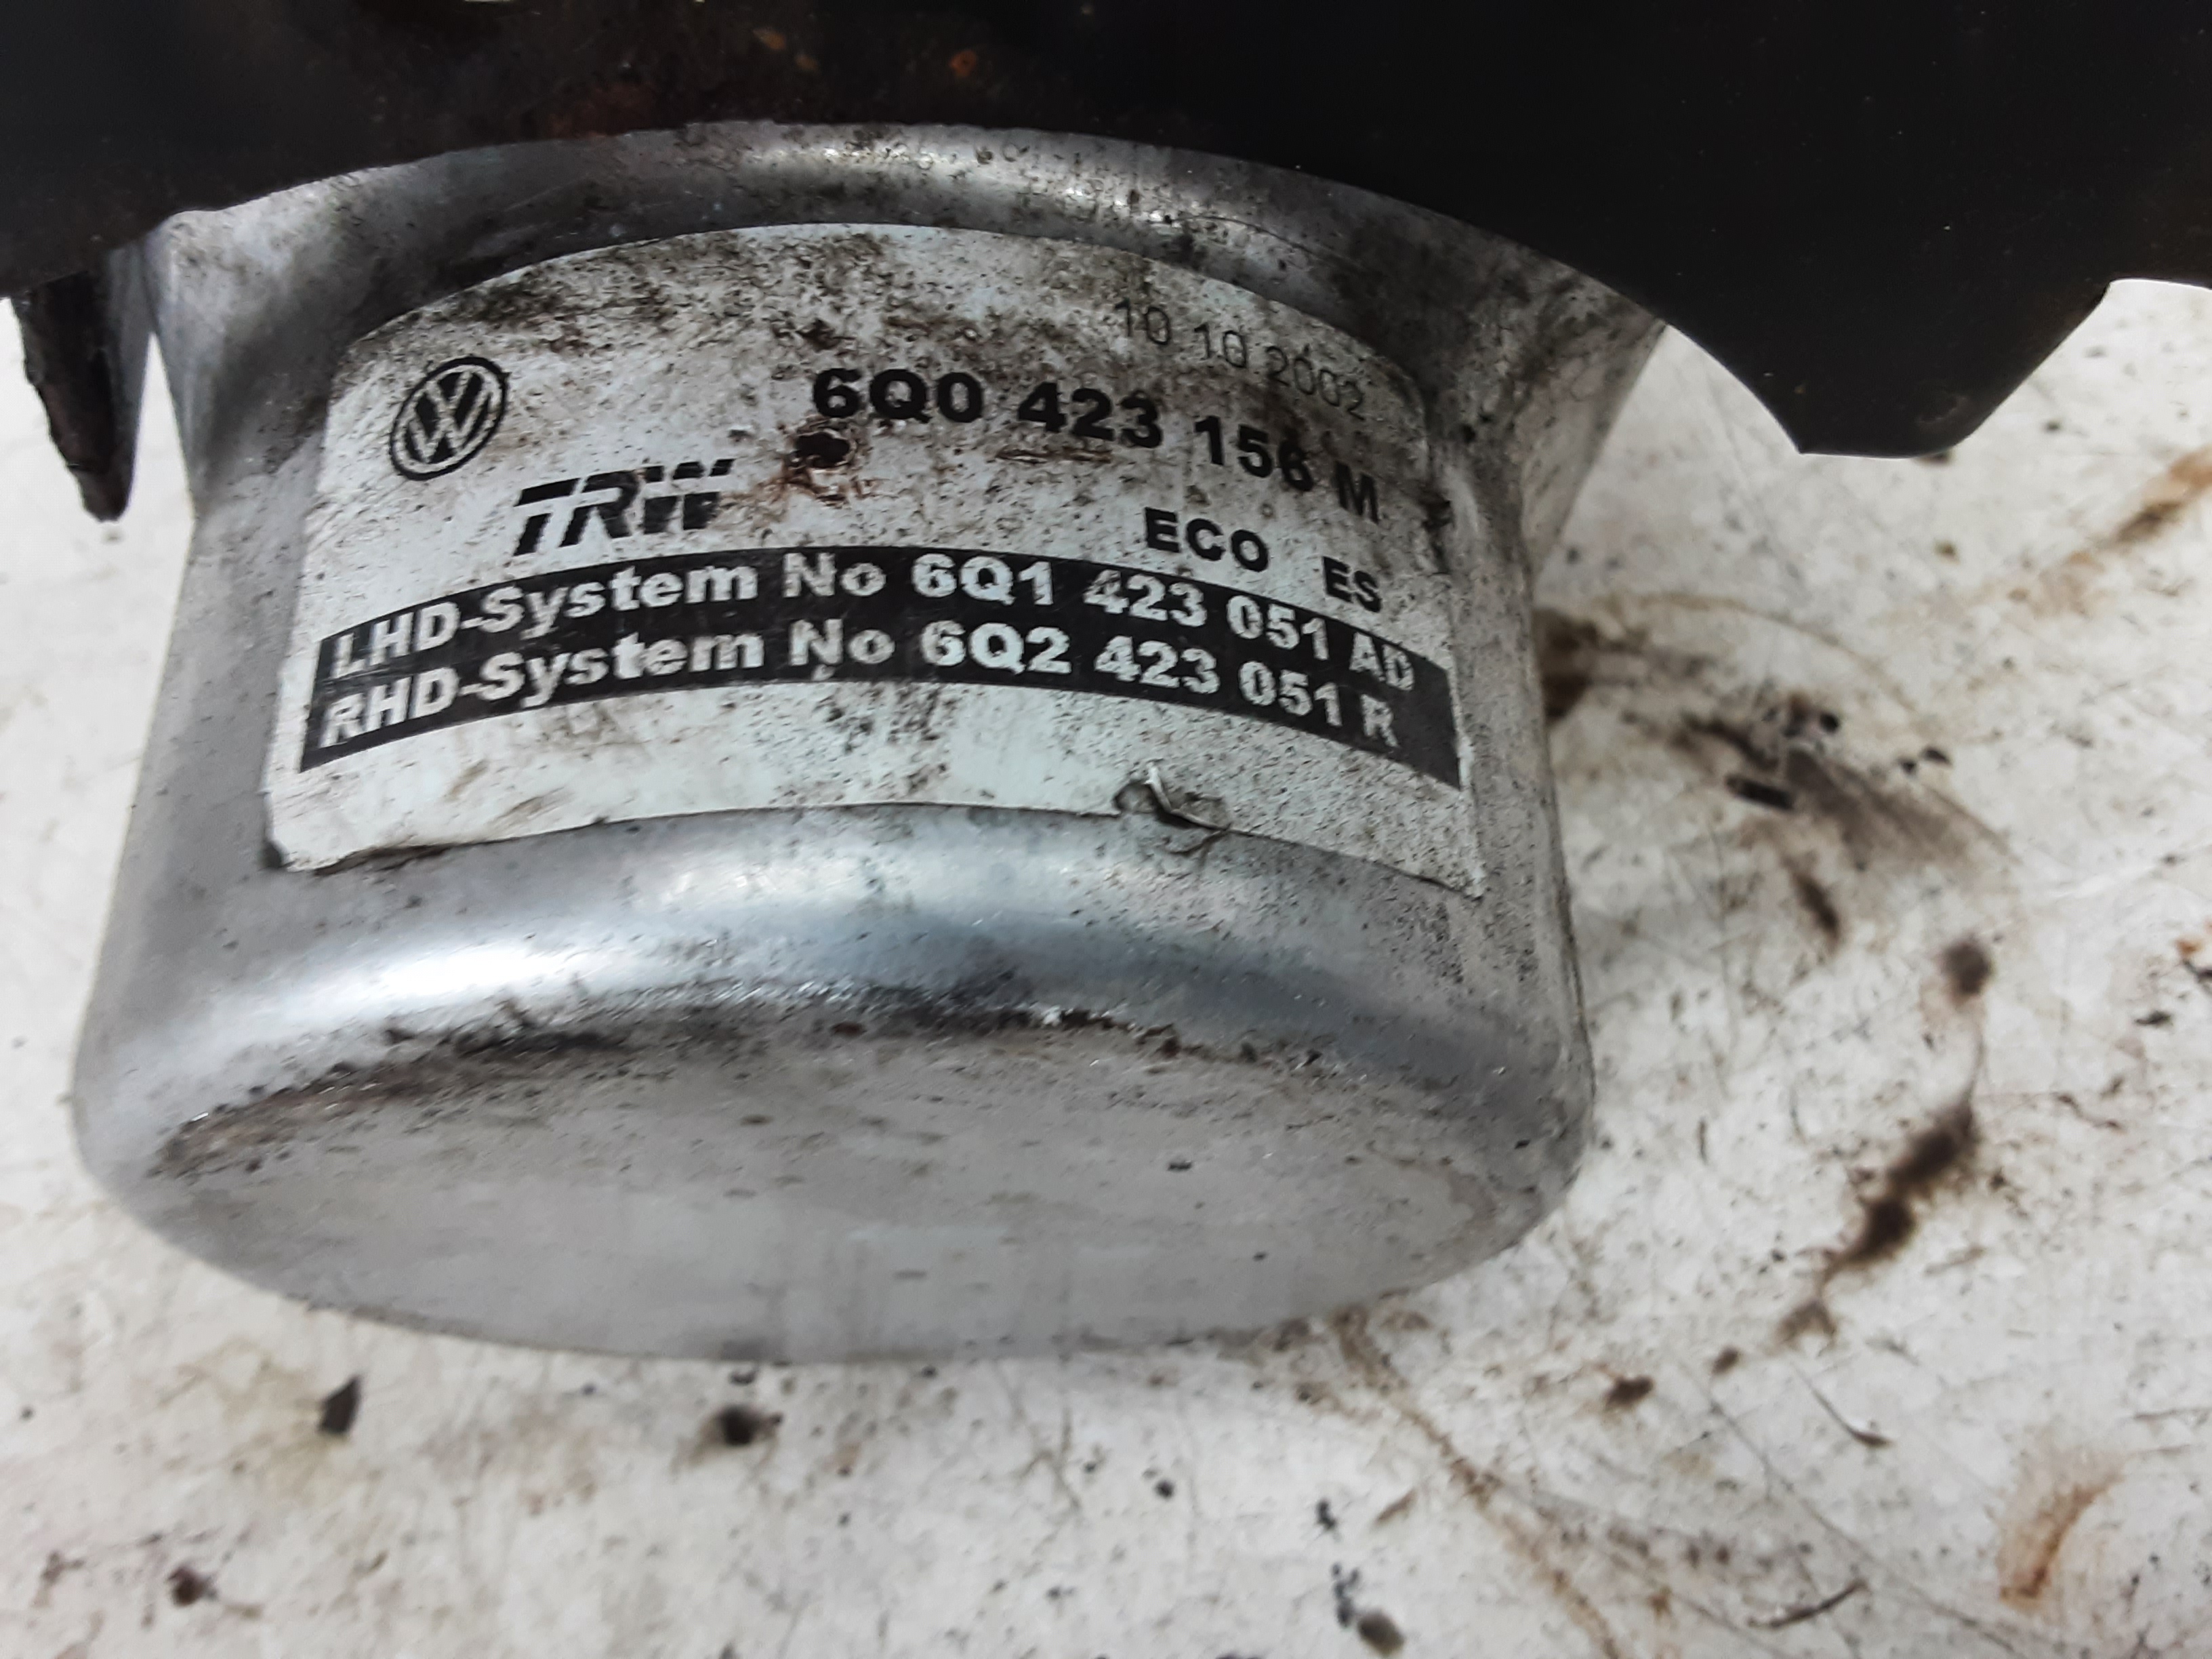 10 10 2002
6Q0 423 156 M
TRW
ECO ES
LHD-System No 6Q1 423 051 AD
RHD-System No 6Q2 423 051 R